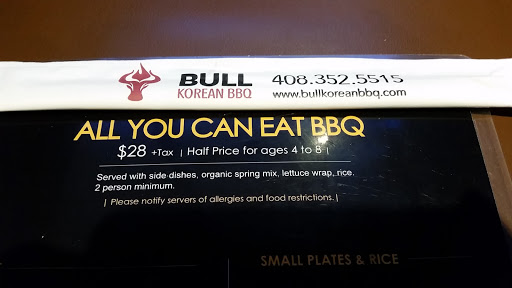 BULL
KOREAN BBQ
408.352.5515
www.bullkoreanbbq.com
ALL YOU CAN EAT BBQ
$28 +Tax | Half Price for ages 4 to 8 |
Served with side dishes, organic spring mix, lettuce wrap, rice.
2 person minimum.
| Please notify servers of allergies and food restrictions. |
SMALL PLATES & RICE